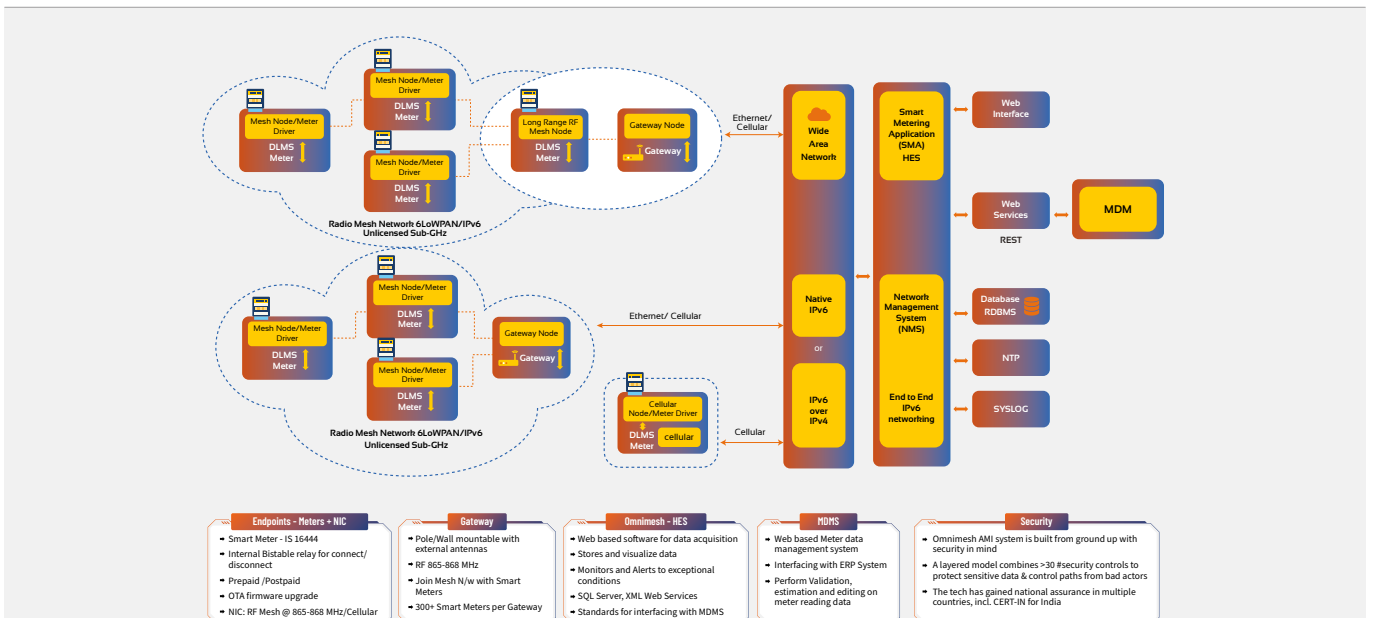 Mesh Node/Meter
Driver
DLMS
Meter
Mesh Node/Meter
Driver
DLMS
Meter
Mesh Node/Meter
Driver
DLMS
Meter
Long Range RF
Mesh Node
DLMS
Meter
Gateway Node
Gateway
Radio Mesh Network 6LoWPAN/IPv6
Unlicensed Sub-GHz
Ethernet/
Cellular
Mesh Node/Meter
Driver
DLMS
Meter
Mesh Node/Meter
Driver
DLMS
Meter
Mesh Node/Meter
Driver
DLMS
Meter
Gateway Node
Gateway
Radio Mesh Network 6LoWPAN/IPv6
Unlicensed Sub-GHz
Ethernet/ Cellular
Cellular
Node/Meter Driver
DLMS
Meter
cellular
Cellular
Wide
Area
Network
Native
IPv6
or
IPv6
over
IPv4
Smart
Metering
Application
(SMA)
HES
Network
Management
System
(NMS)
End to End
IPv6
networking
Web
Interface
Web
Services
REST
MDM
Database
RDBMS
NTP
SYSLOG
Endpoints - Meters + NIC
➡ Smart Meter - IS 16444
➡ Internal Bistable relay for connect/
disconnect
➡ Prepaid /Postpaid
➡ OTA firmware upgrade
➡ NIC: RF Mesh @ 865-868 MHz/Cellular
Gateway
➡ Pole/Wall mountable with
external antennas
➡ RF 865-868 MHz
➡ Join Mesh N/w with Smart
Meters
➡ 300+ Smart Meters per Gateway
Omnimesh - HES
➡ Web based software for data acquisition
➡ Stores and visualize data
➡ Monitors and Alerts to exceptional
conditions
➡ SQL Server, XML Web Services
➡ Standards for interfacing with MDMS
MDMS
➡ Web based Meter data
management system
➡ Interfacing with ERP System
➡ Perform Validation,
estimation and editing on
meter reading data
Security
➡ Omnimesh AMI system is built from ground up with
security in mind
➡ A layered model combines >30 #security controls to
protect sensitive data & control paths from bad actors
➡ The tech has gained national assurance in multiple
countries, incl. CERT-IN for India